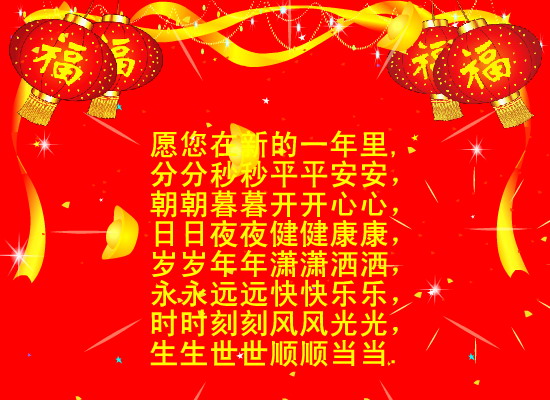 福 福 福 福
愿您在新的一年里,
分分秒秒平平安安,
朝朝暮暮开开心心,
日日夜夜健健康康,
岁岁年年潇潇洒洒,
永永远远快快乐乐,
时时刻刻风风光光,
生生世世顺顺当当.